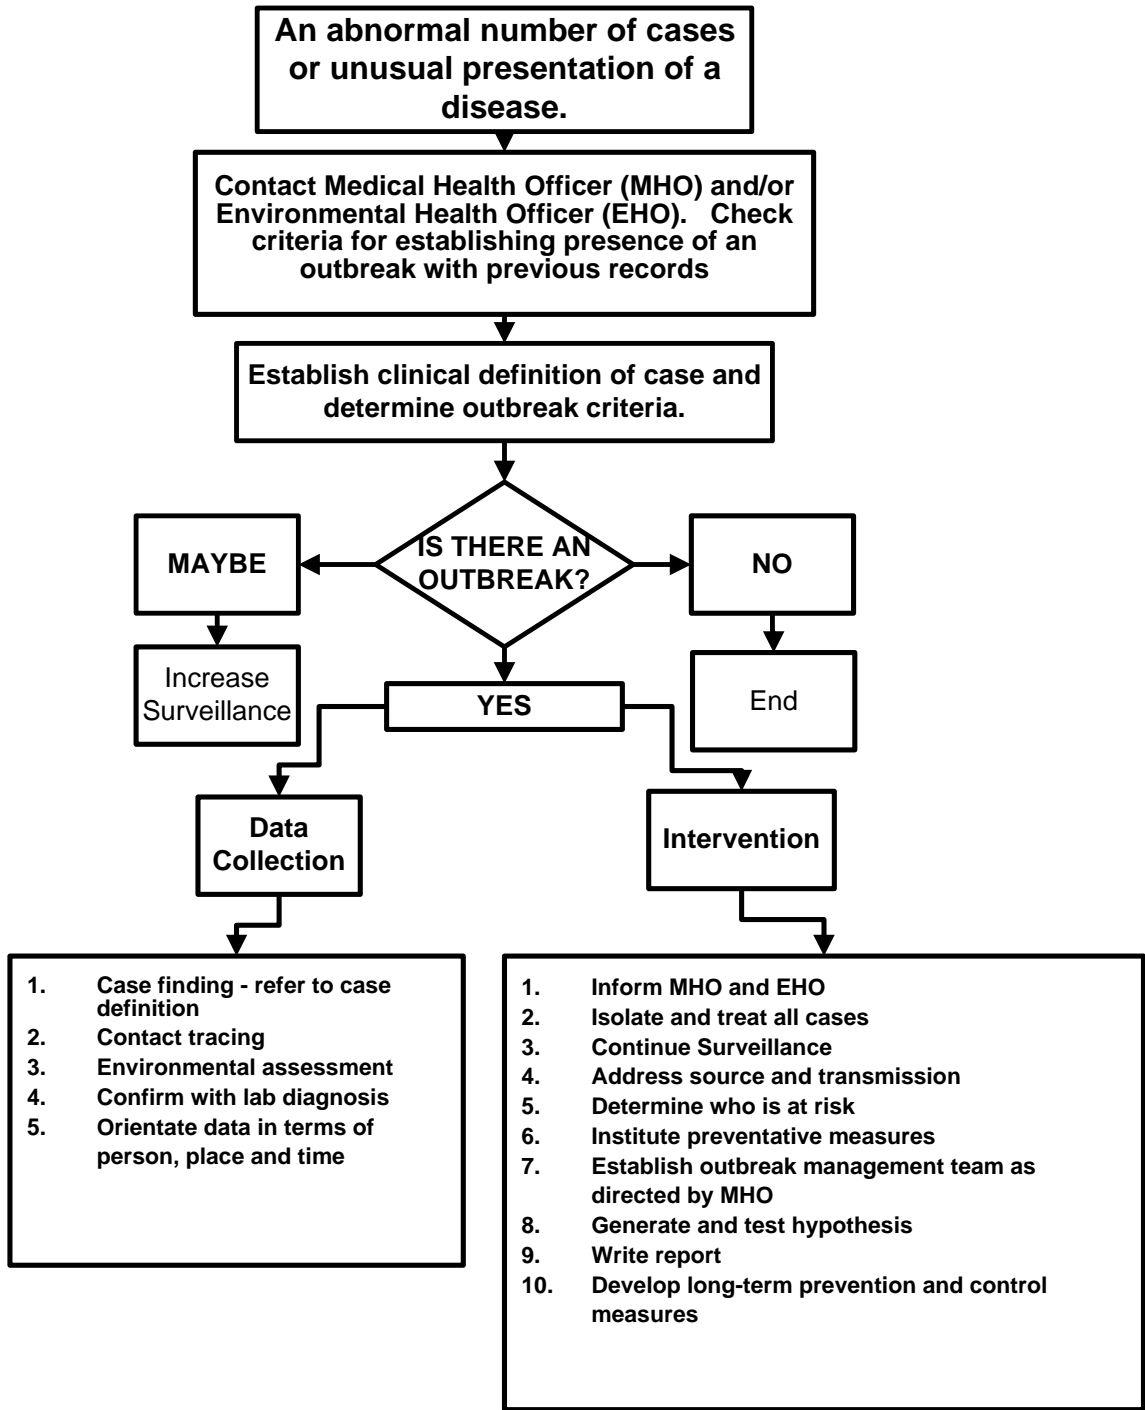 An abnormal number of cases
or unusual presentation of a
disease.
Contact Medical Health Officer (MHO) and/or
Environmental Health Officer (EHO).   Check
criteria for establishing presence of an
outbreak with previous records
Establish clinical definition of case and
determine outbreak criteria.
IS THERE AN
OUTBREAK?
MAYBE
NO
Increase
Surveillance
YES
End
Data
Collection
Intervention
1. Case finding - refer to case
definition
2. Contact tracing
3. Environmental assessment
4. Confirm with lab diagnosis
5. Orientate data in terms of
person, place and time
1. Inform MHO and EHO
2. Isolate and treat all cases
3. Continue Surveillance
4. Address source and transmission
5. Determine who is at risk
6. Institute preventative measures
7. Establish outbreak management team as
directed by MHO
8. Generate and test hypothesis
9. Write report
10. Develop long-term prevention and control
measures